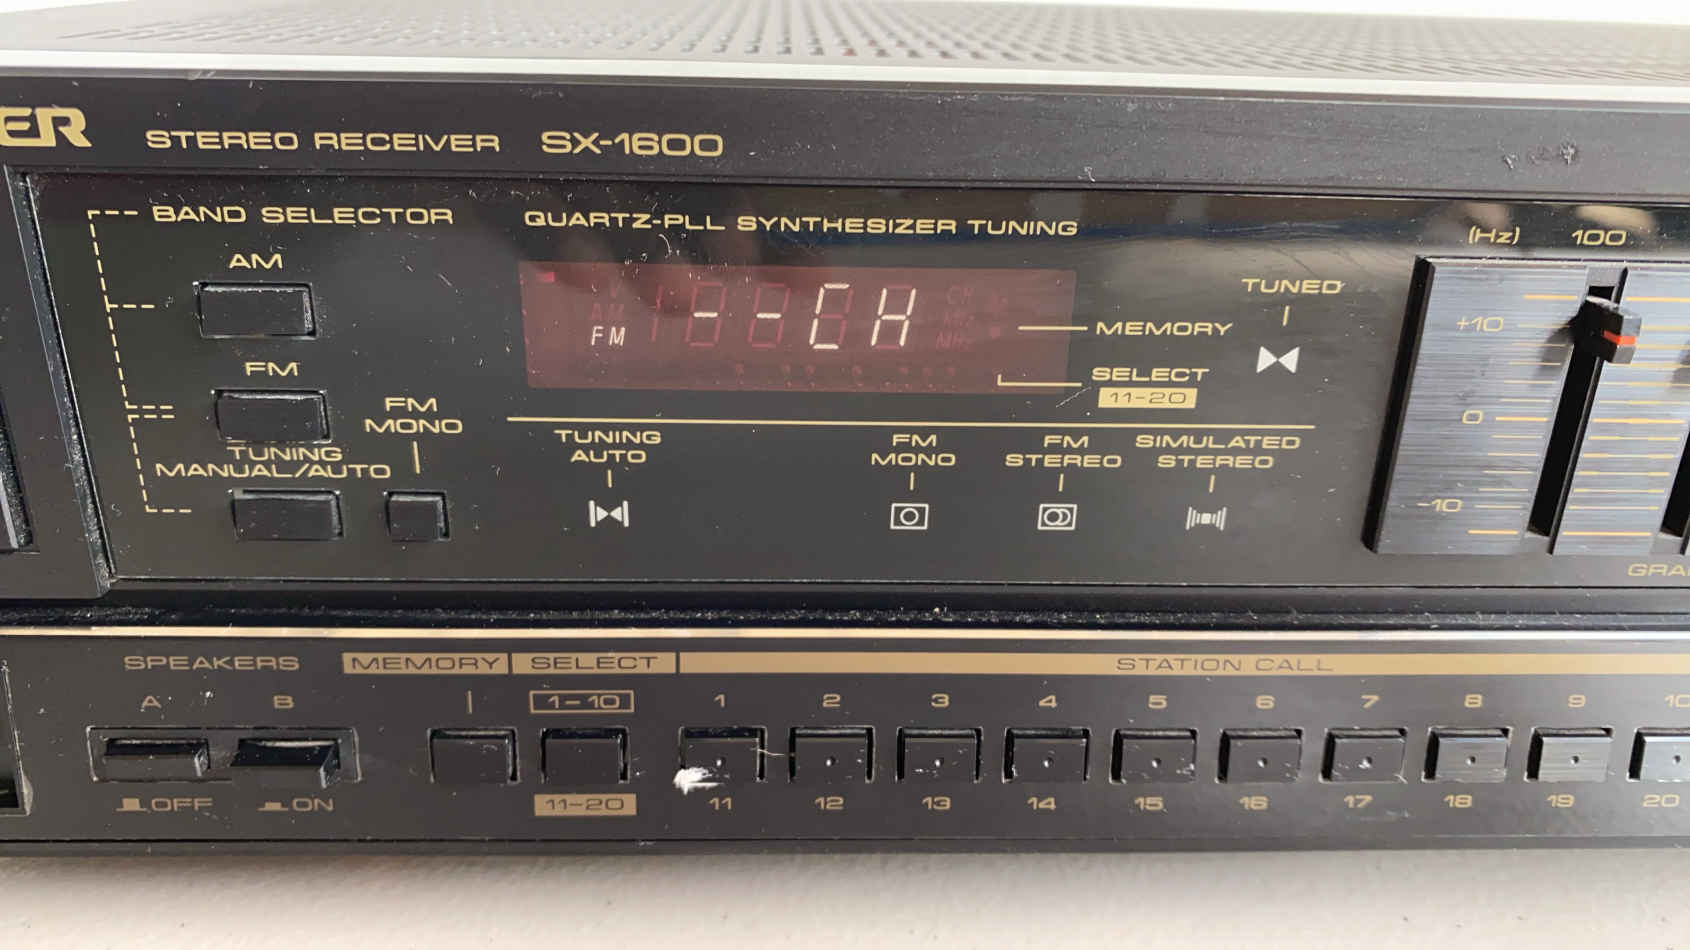 ER STEREO RECEIVER SX-1600
BAND SELECTOR
QUARTZ-PLL SYNTHESIZER TUNING
(Hz) 100
AM
TUNED
FM --CH
MEMORY
+10
FM
SELECT
11-20
0
FM
MONO
TUNING
MANUAL/AUTO
TUNING
AUTO
FM
MONO
FM
STEREO
SIMULATED
STEREO
-10
GRA
SPEAKERS MEMORY SELECT STATION CALL
A B 1-10 1 2 3 4 5 6 7 8 9 10
OFF ON 11-20 11 12 13 14 15 16 17 18 19 20